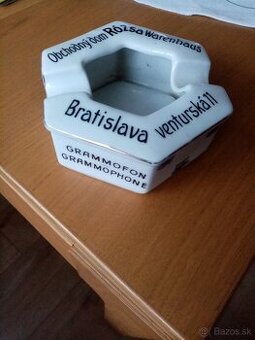 Obchodný dom Rózsa Warenhaus
Bratislava venturská 11
GRAMMOFON
GRAMMOPHONE
Bazos.sk